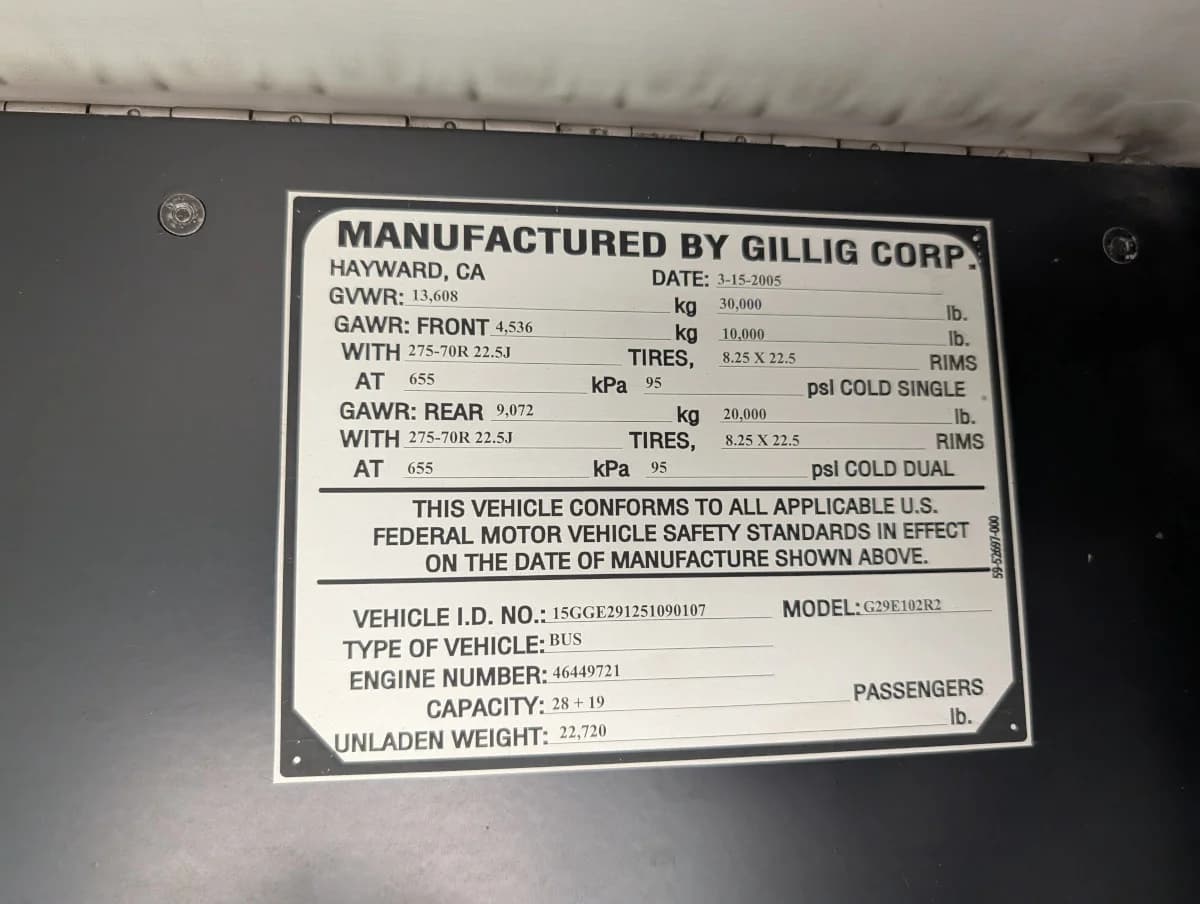 MANUFACTURED BY GILLIG CORP.
HAYWARD, CA DATE: 3-15-2005
GVWR: 13,608 kg 30,000 lb.
GAWR: FRONT 4,536 kg 10,000 lb.
WITH 275-70R 22.5J TIRES, 8.25 X 22.5 RIMS
AT 655 kPa 95 psi COLD SINGLE
GAWR: REAR 9,072 kg 20,000 lb.
WITH 275-70R 22.5J TIRES, 8.25 X 22.5 RIMS
AT 655 kPa 95 psi COLD DUAL
THIS VEHICLE CONFORMS TO ALL APPLICABLE U.S.
FEDERAL MOTOR VEHICLE SAFETY STANDARDS IN EFFECT
ON THE DATE OF MANUFACTURE SHOWN ABOVE.
59-52697-000
VEHICLE I.D. NO.: 15GGE291251090107 MODEL: G29E102R2
TYPE OF VEHICLE: BUS
ENGINE NUMBER: 46449721
CAPACITY: 28 + 19 PASSENGERS
UNLADEN WEIGHT: 22,720 lb.